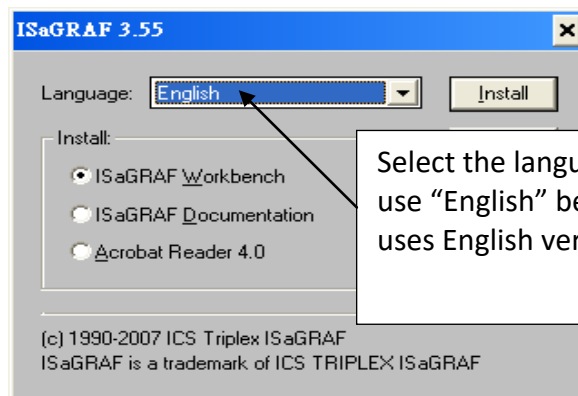 ISaGRAF 3.55
Language: English Install
Install:
ISaGRAF Workbench
ISaGRAF Documentation
Acrobat Reader 4.0
Select the langu
use “English” be
uses English ver
(c) 1990-2007 ICS Triplex ISaGRAF
ISaGRAF is a trademark of ICS TRIPLEX ISaGRAF